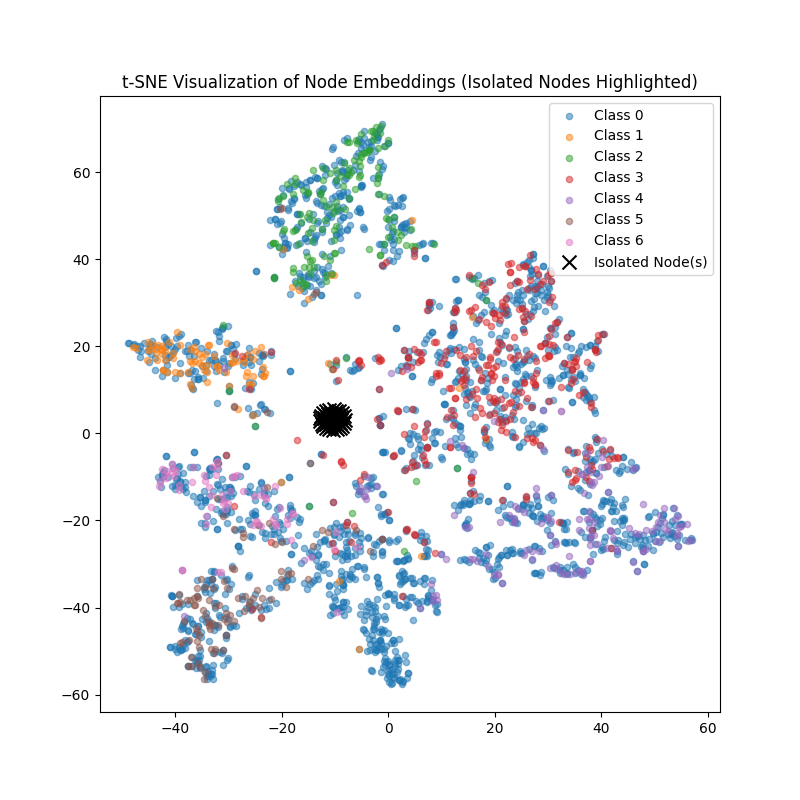 t-SNE Visualization of Node Embeddings (Isolated Nodes Highlighted)
Class 0
Class 1
Class 2
Class 3
Class 4
Class 5
Class 6
Isolated Node(s)
60
40
20
0
−20
−40
−60
−40
−20
0
20
40
60